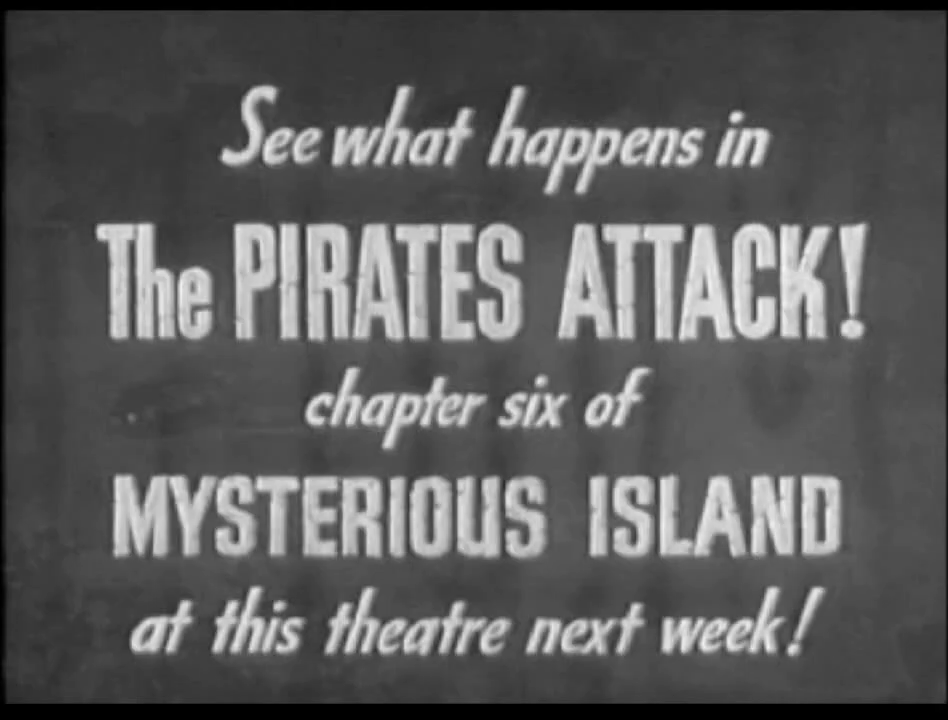 See what happens in
The PIRATES ATTACK!
chapter six of
MYSTERIOUS ISLAND
at this theatre next week!